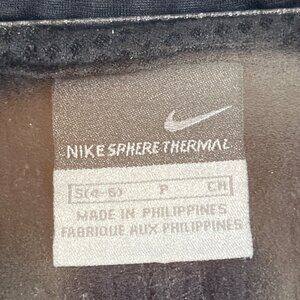 NIKE SPHERE THERMAL
S(4-6) P CH
MADE IN PHILIPPINES
FABRIQUE AUX PHILIPPINES